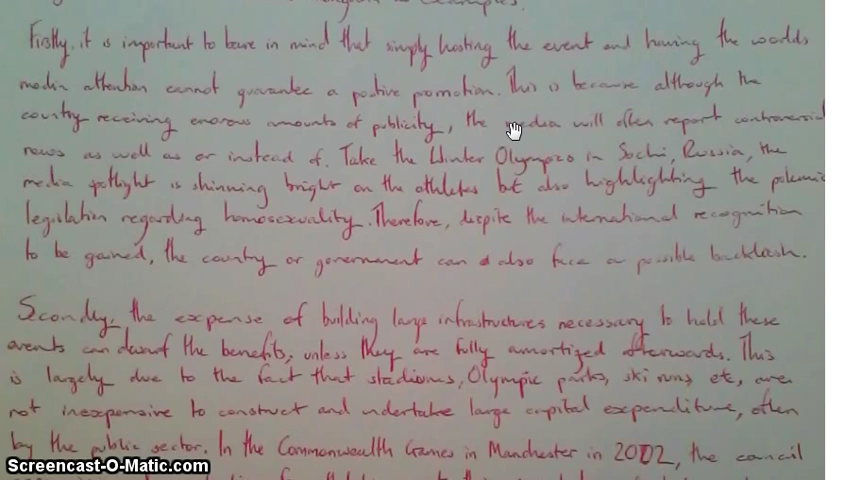 Firstly, it is important to beare in mind that simply hosting the event and having the worlds
media attention cannot guarantee a positive promotion. This is because although the
country receiving enorous amounts of publicity, the media will often report controversial
news as well as or instead of. Take the Winter Olympics in Sochi, Russia, the
media spotlight is shinning bright on the athletes but also highlighting the polemic
legislation regarding homosexuality. Therefore, despite the international recognition
to be gained, the country or government can also face a possible backlash.
Secondly, the expense of building large infrastructures necessary to hold these
events can dwarf the benefits, unless they are fully amortized afterwards. This
is largely due to the fact that stadiums, Olympic parks, ski runs etc, are
not inexpensive to construct and undertake large capital expenditure, often
by the public sector. In the Commonwealth Games in Manchester in 2002, the council
Screencast-O-Matic.com